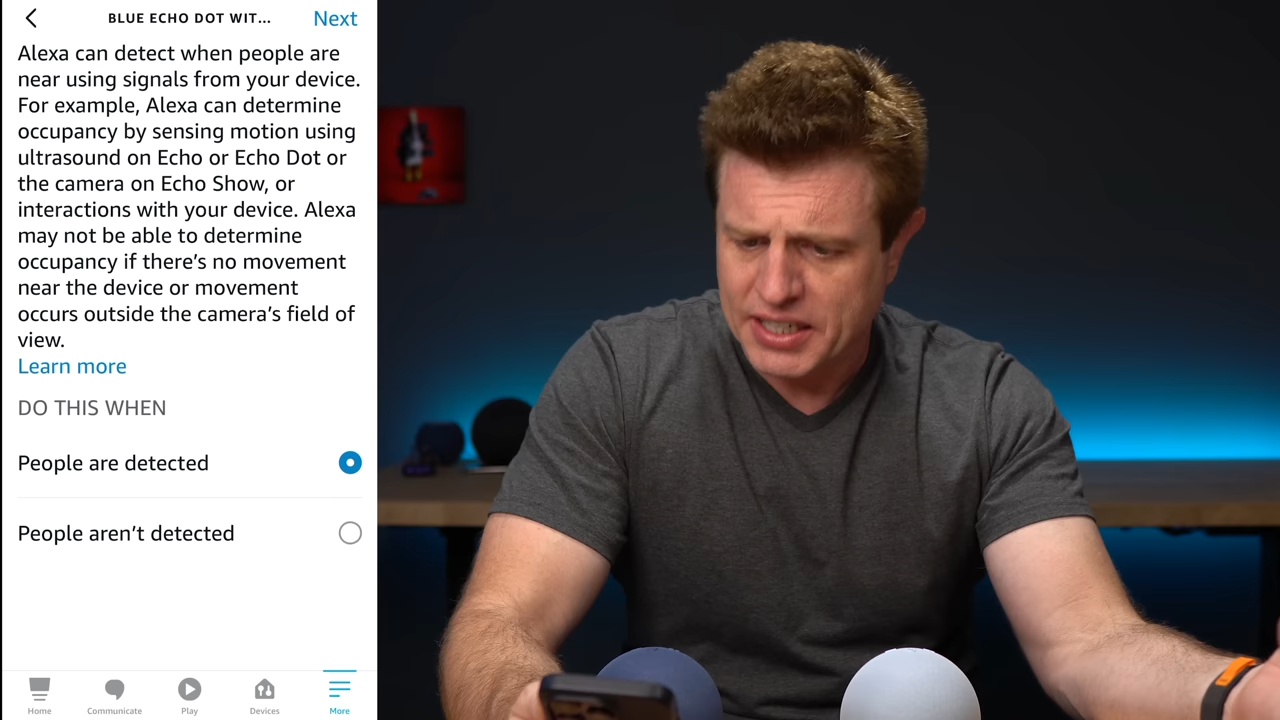 BLUE ECHO DOT WIT...
Next
Alexa can detect when people are
near using signals from your device.
For example, Alexa can determine
occupancy by sensing motion using
ultrasound on Echo or Echo Dot or
the camera on Echo Show, or
interactions with your device. Alexa
may not be able to determine
occupancy if there’s no movement
near the device or movement
occurs outside the camera’s field of
view.
Learn more
DO THIS WHEN
People are detected
People aren’t detected
Home
Communicate
Play
Devices
More